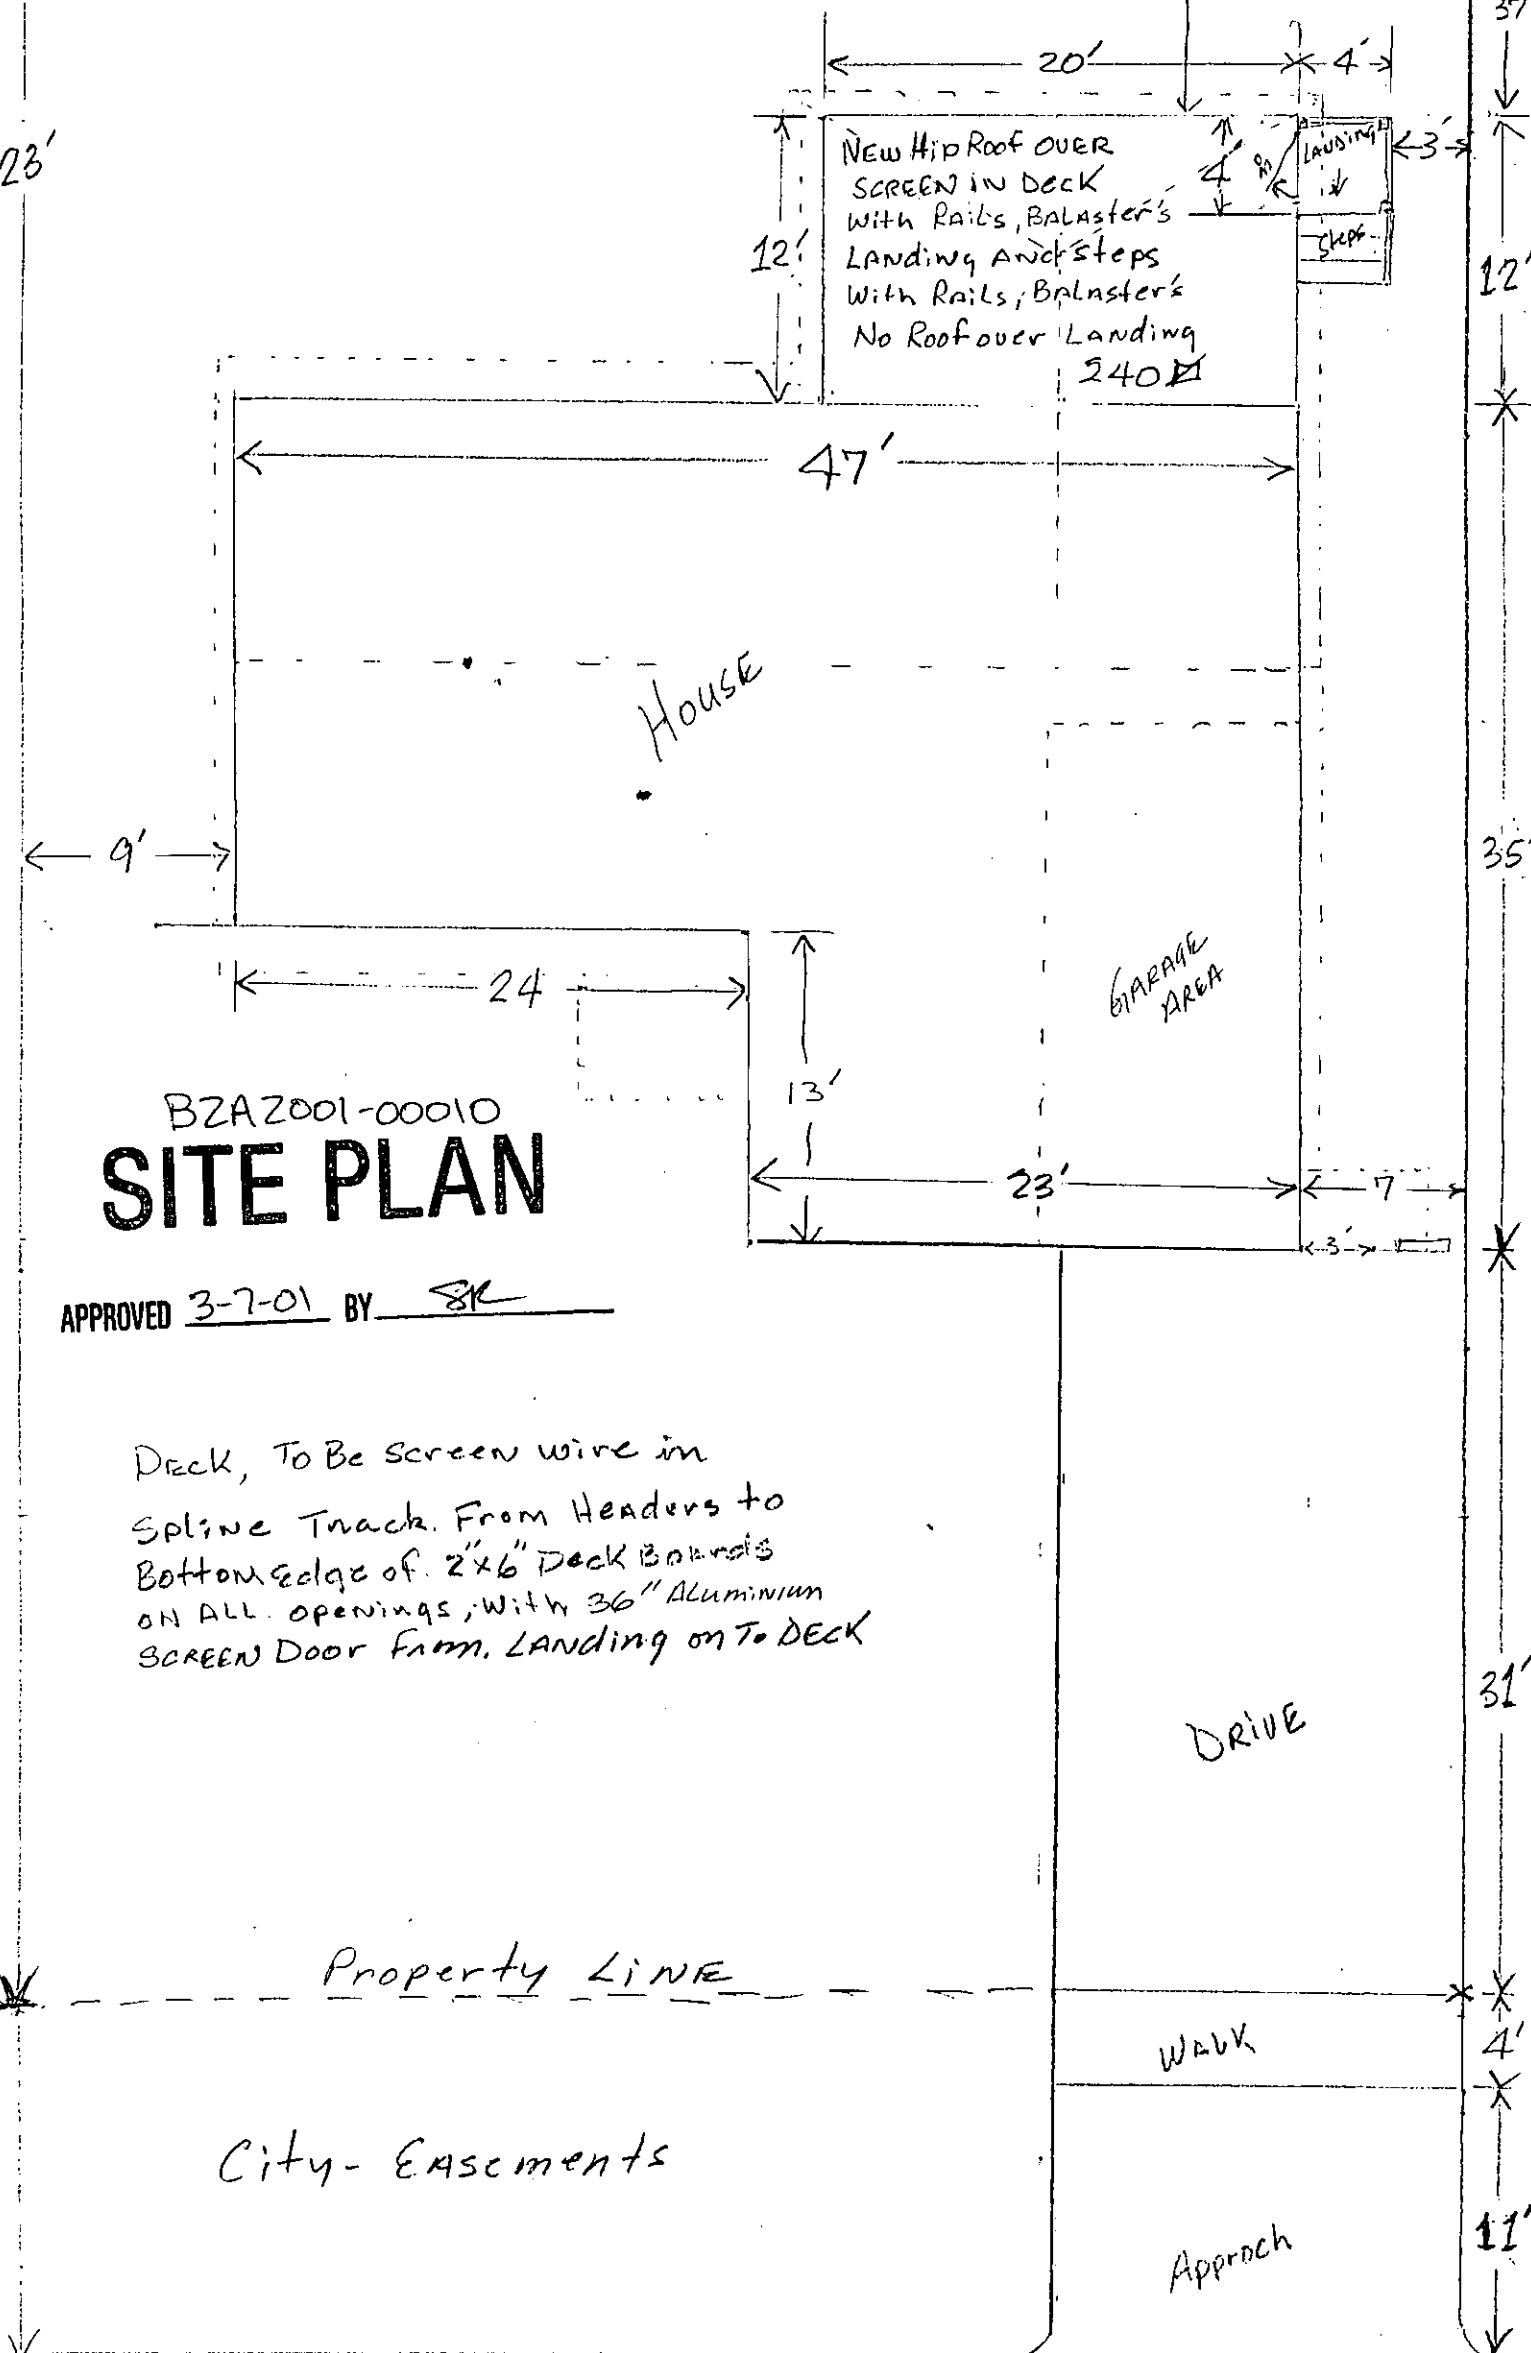 37
20'
4'
23'
12'
NEW Hip Roof OVER
SCREEN IN DECK
With Rails, BALASTER'S
LANDING AND STEPS
With Rails, BALASTER'S
No Roof over LANDING
240
4'
LANDING
3'
Steps
12'
47'
House
9'
35'
24
GARAGE
AREA
13'
BZA2001-00010
SITE PLAN
23'
7
3'
APPROVED 3-7-01 BY SK
DECK, To Be Screen wire in
Spline Track. From Headers to
Bottom edge of 2"x6" Deck Boards
ON ALL openings, With 36" Aluminium
SCREEN Door From. LANDING on To DECK
31'
DRIVE
Property LINE
WALK
4'
City - EASEMENTS
Approch
11'